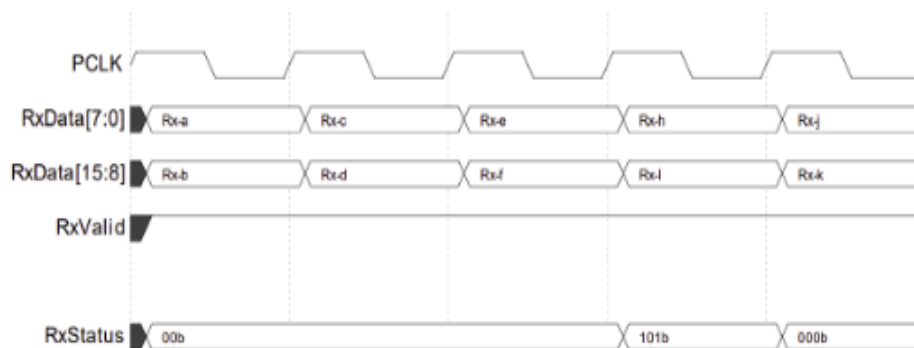 PCLK
RxData[7:0] Rx-a Rx-c Rx-e Rx-h Rx-j
RxData[15:8] Rx-b Rx-d Rx-f Rx-l Rx-k
RxValid
RxStatus 00b 101b 000b